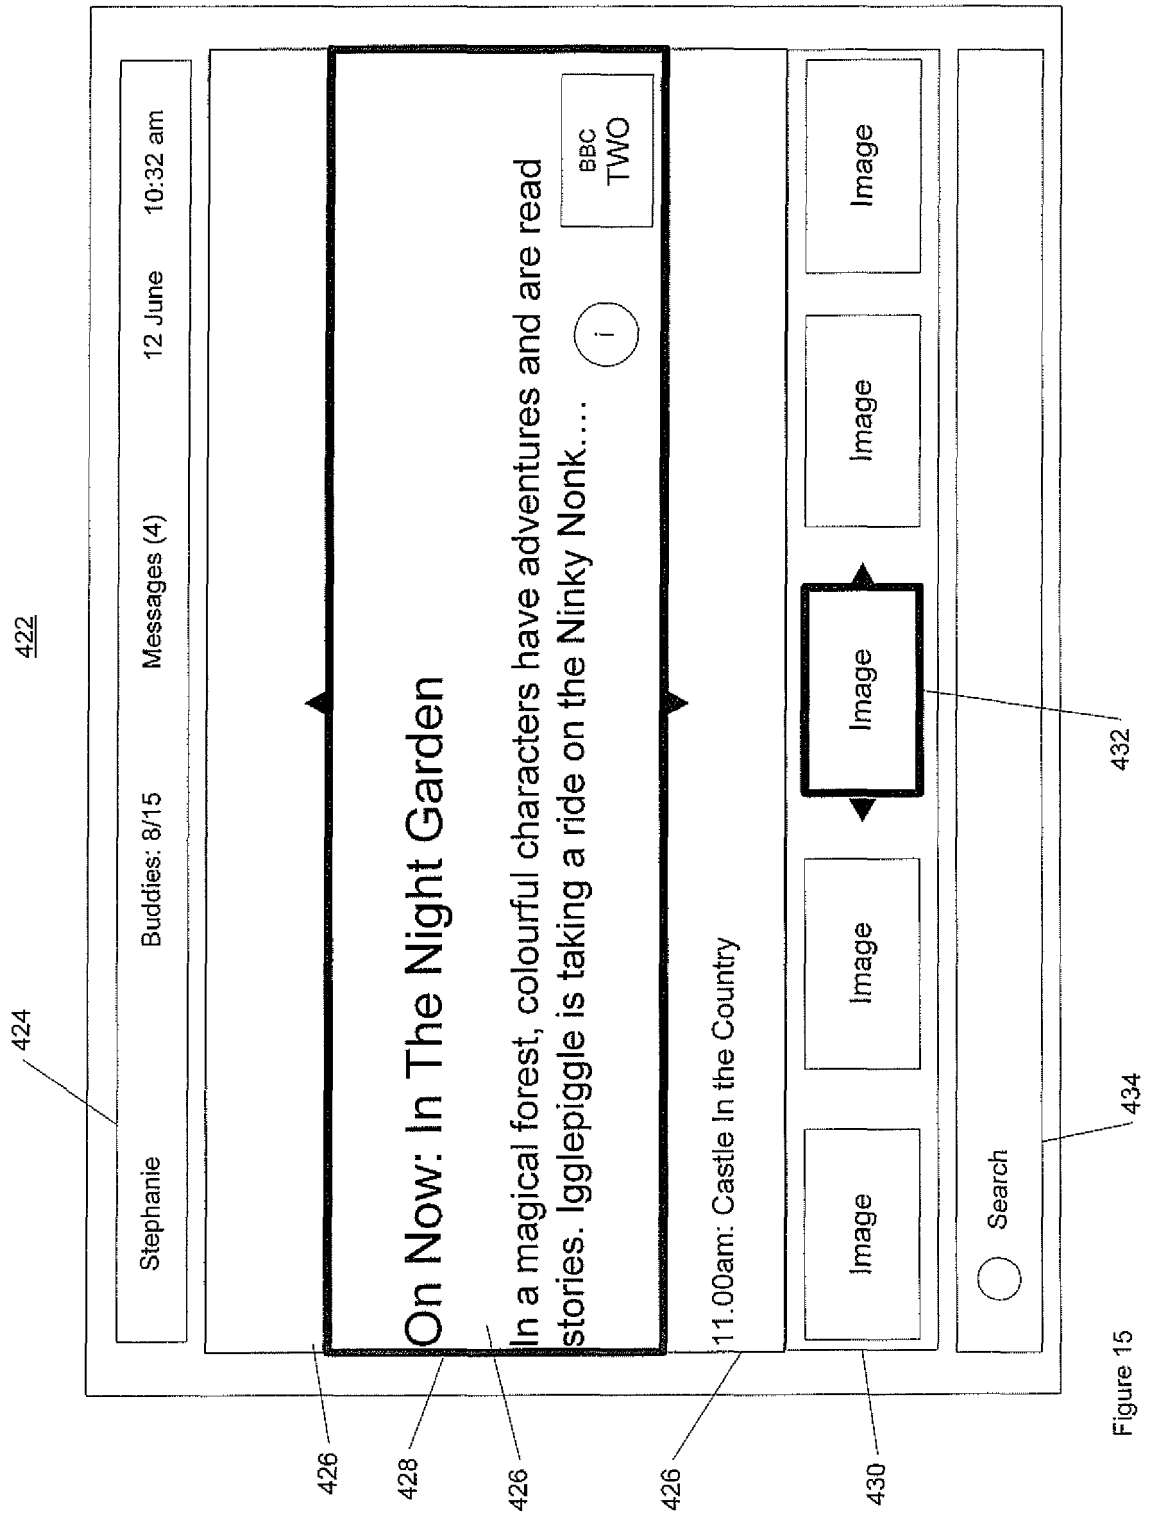 422
424
Stephanie Buddies: 8/15 Messages (4) 12 June 10:32 am
426
428
On Now: In The Night Garden
426
In a magical forest, colourful characters have adventures and are read
stories. Igglepiggle is taking a ride on the Ninky Nonk....
i
BBC
TWO
426
11.00am: Castle In the Country
430
Image Image Image Image Image
432
Search
434
Figure 15